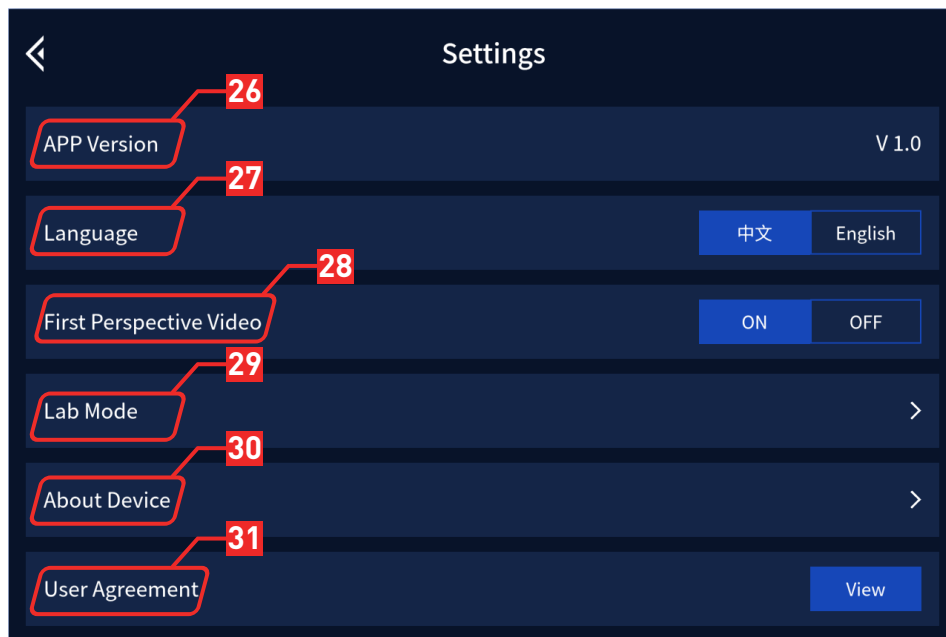 Settings
26
APP Version V 1.0
27
Language 中文 English
28
First Perspective Video ON OFF
29
Lab Mode
30
About Device
31
User Agreement View